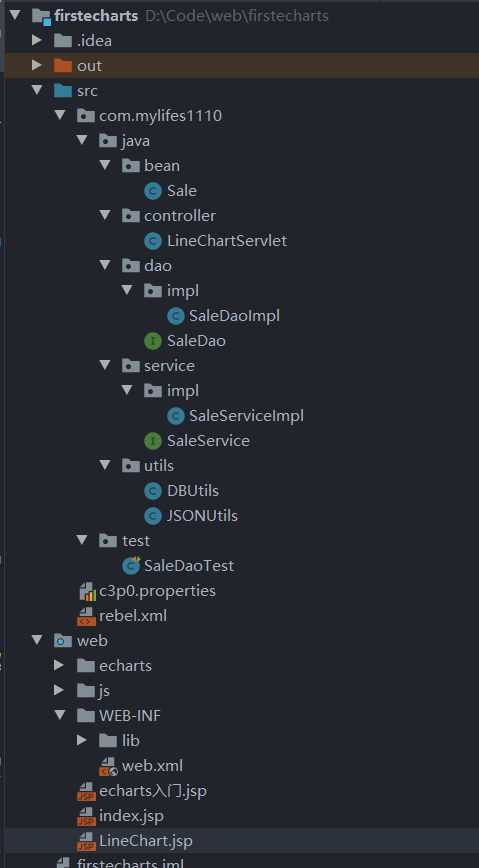 firstecharts D:\Code\web\firstecharts
.idea
out
src
com.mylifes1110
java
bean
C Sale
controller
C LineChartServlet
dao
impl
C SaleDaoImpl
I SaleDao
service
impl
C SaleServiceImpl
I SaleService
utils
C DBUtils
C JSONUtils
test
C SaleDaoTest
c3p0.properties
rebel.xml
web
echarts
js
WEB-INF
lib
web.xml
JSP echarts入门.jsp
JSP index.jsp
JSP LineChart.jsp
firstecharts.iml